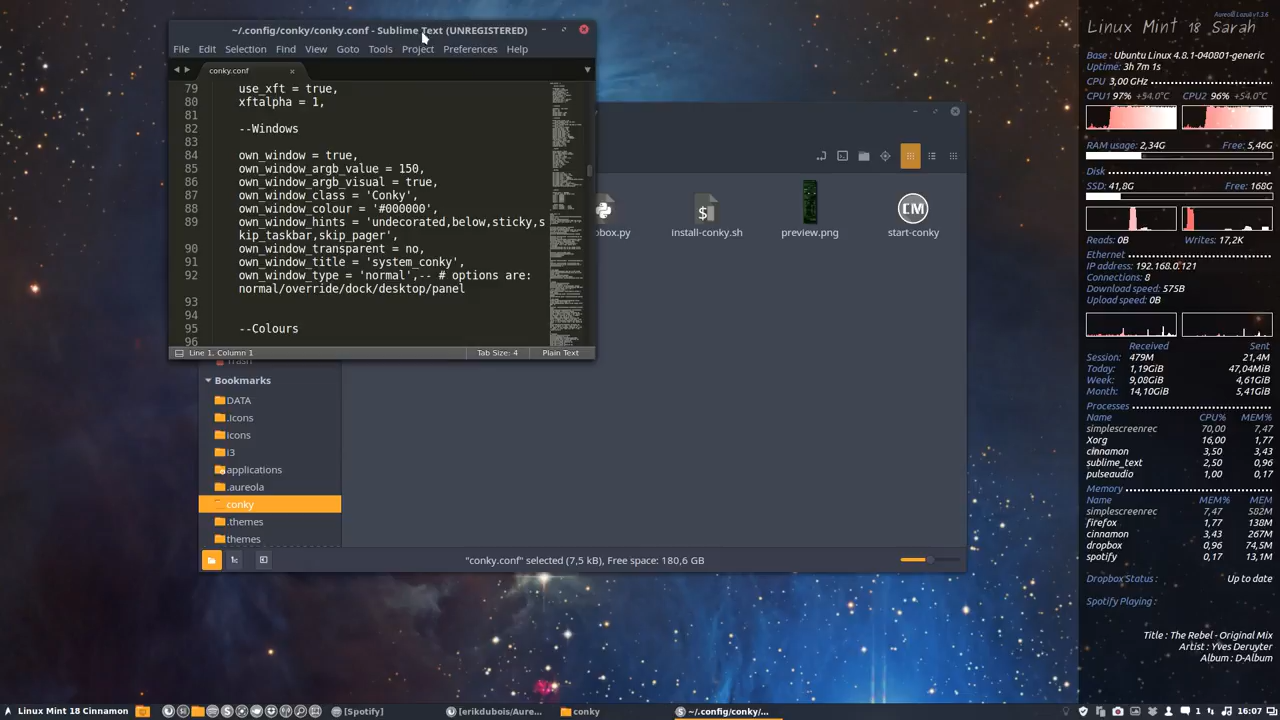 ~/.config/conky/conky.conf - Sublime Text (UNREGISTERED)
File Edit Selection Find View Goto Tools Project Preferences Help
conky.conf
79 use_xft = true,
80 xftalpha = 1,
81
82 --Windows
83
84 own_window = true,
85 own_window_argb_value = 150,
86 own_window_argb_visual = true,
87 own_window_class = 'Conky',
88 own_window_colour = '#000000'
89 own_window_hints = 'undecorated,below,sticky,s
kip_taskbar,skip_pager',
90 own_window_transparent = no,
91 own_window_title = 'system_conky',
92 own_window_type = 'normal',-- # options are:
normal/override/dock/desktop/panel
93
94
95 --Colours
96
Line 1, Column 1
Tab Size: 4
Plain Text
install-conky.sh
preview.png
start-conky
Bookmarks
DATA
.Icons
icons
i3
applications
.aureola
conky
.themes
themes
"conky.conf" selected (7,5 kB), Free space: 180,6 GB
Aureola Lazuli v1.3.6
Linux Mint 18 Sarah
Base : Ubuntu Linux 4.8.1-040801-generic
Uptime: 3h 7m 1s
CPU 3,00 GHz
CPU1 97% +54.0°C CPU2 96% +54.0°C
RAM usage: 2,34G Free: 5,46G
Disk
SSD: 41,8G Free: 168G
Reads: 0B Writes: 17,2K
Ethernet
IP address: 192.168.0.121
Connections: 8
Download speed: 575B
Upload speed: 0B
Received Sent
Session: 479M 21,4M
Today: 1,19GiB 47,04MiB
Week: 9,08GiB 4,61GiB
Month: 14,10GiB 5,41GiB
Processes
Name CPU% MEM%
simplescreenrec 70,00 7,47
Xorg 16,00 1,77
cinnamon 3,50 3,43
sublime_text 2,50 0,96
pulseaudio 1,00 0,17
Memory
Name MEM% MEM
simplescreenrec 7,47 582M
firefox 1,77 138M
cinnamon 3,43 267M
dropbox 0,96 74,5M
spotify 0,17 13,1M
Dropbox Status : Up to date
Spotify Playing :
Title : The Rebel - Original Mix
Artist : Yves Deruyter
Album : D-Album
Linux Mint 18 Cinnamon
[Spotify]
[erikdubois/Aure...
conky
~/.config/conky/...
1
16:07